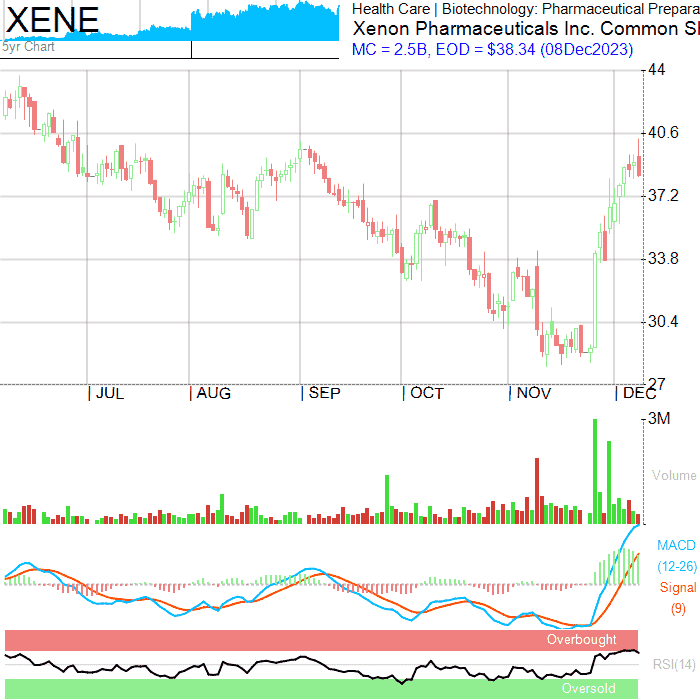 XENE
5yr Chart
Health Care | Biotechnology: Pharmaceutical Prepara
Xenon Pharmaceuticals Inc. Common
MC = 2.5B, EOD = $38.34 (08Dec2023)
44
40.6
37.2
33.8
30.4
27
| JUL | AUG | SEP | OCT | NOV | DEC
3M
Volume
MACD
(12-26)
Signal
(9)
Overbought
RSI(14)
Oversold